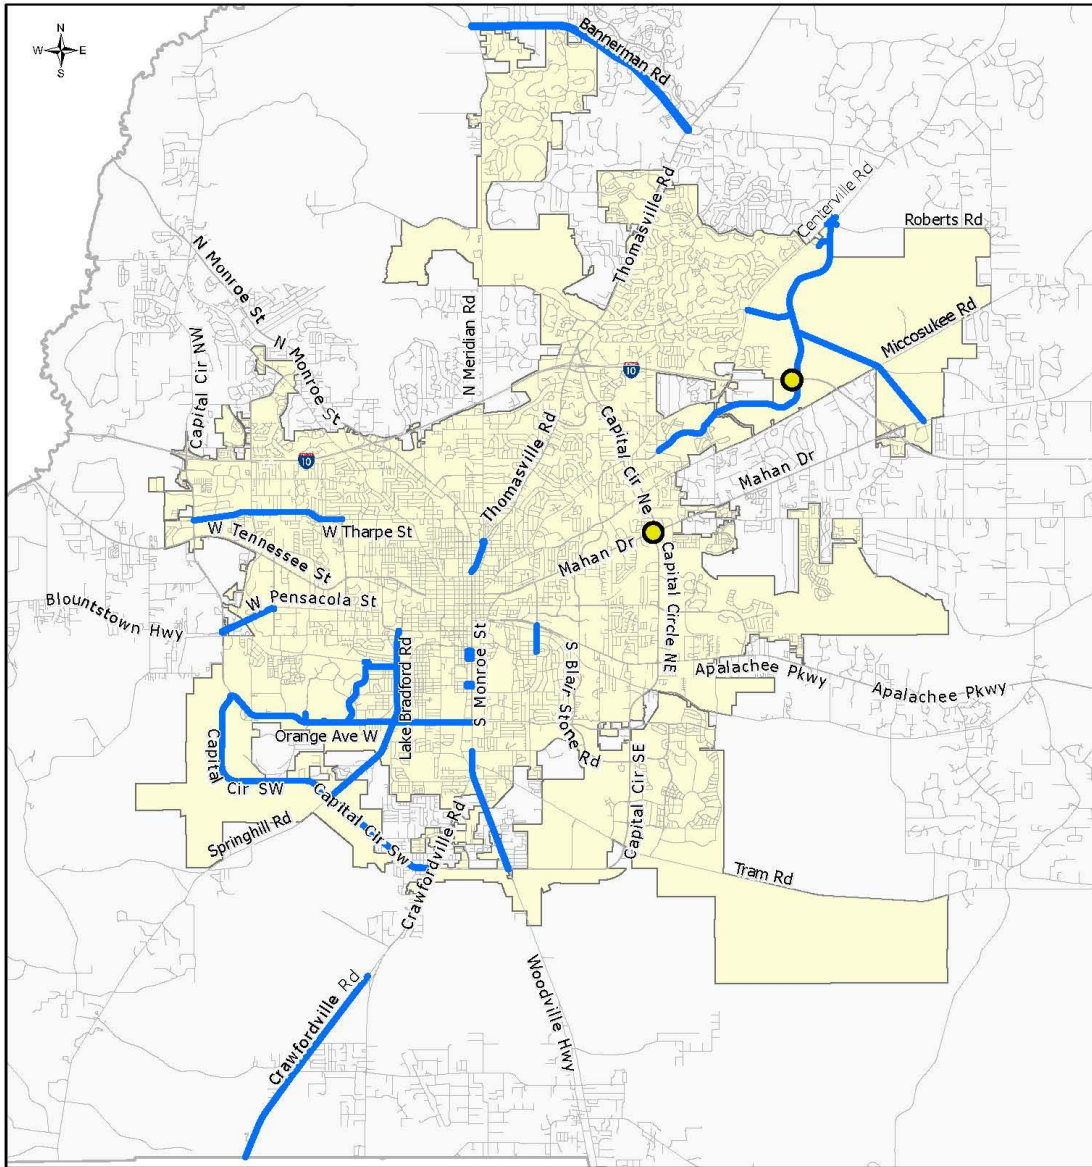 N
W E
S
Bannerman Rd
Centerville Rd
Roberts Rd
Thomasville Rd
N Monroe St
Miccosukee Rd
N Meridian Rd
Capital Cir NW
N Monroe St
10
Capital Cir Ne
10
Thomasville Rd
Mahan Dr
W Tharpe St
W Tennessee St
Mahan Dr
Capital Circle NE
W Pensacola St
Blountstown Hwy
Lake Bradford Rd
S Monroe St
S Blair Stone Rd
Apalachee Pkwy
Apalachee Pkwy
Orange Ave W
Capital
Cir SW
Capital Cir SE
Capital Cir Sw
Springhill Rd
Crawfordville Rd
Tram Rd
Woodville Hwy
Crawfordville Rd